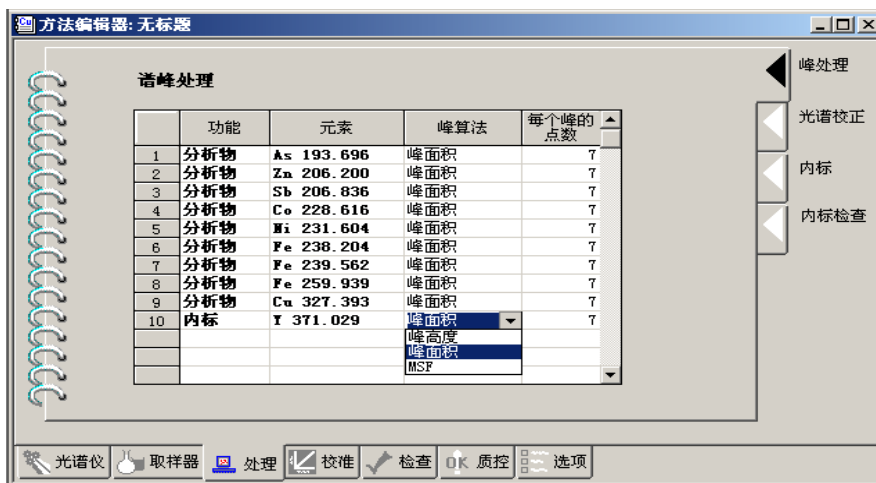 方法编辑器: 无标题
谱峰处理
功能 元素 峰算法 每个峰的点数
1 分析物 As 193.696 峰面积 7
2 分析物 Zn 206.200 峰面积 7
3 分析物 Sb 206.836 峰面积 7
4 分析物 Co 228.616 峰面积 7
5 分析物 Ni 231.604 峰面积 7
6 分析物 Fe 238.204 峰面积 7
7 分析物 Fe 239.562 峰面积 7
8 分析物 Fe 259.939 峰面积 7
9 分析物 Cu 327.393 峰面积 7
10 内标 Y 371.029 峰面积 7
峰高度
峰面积
MSF
峰处理
光谱校正
内标
内标检查
光谱仪 取样器 处理 校准 检查 OK 质控 选项